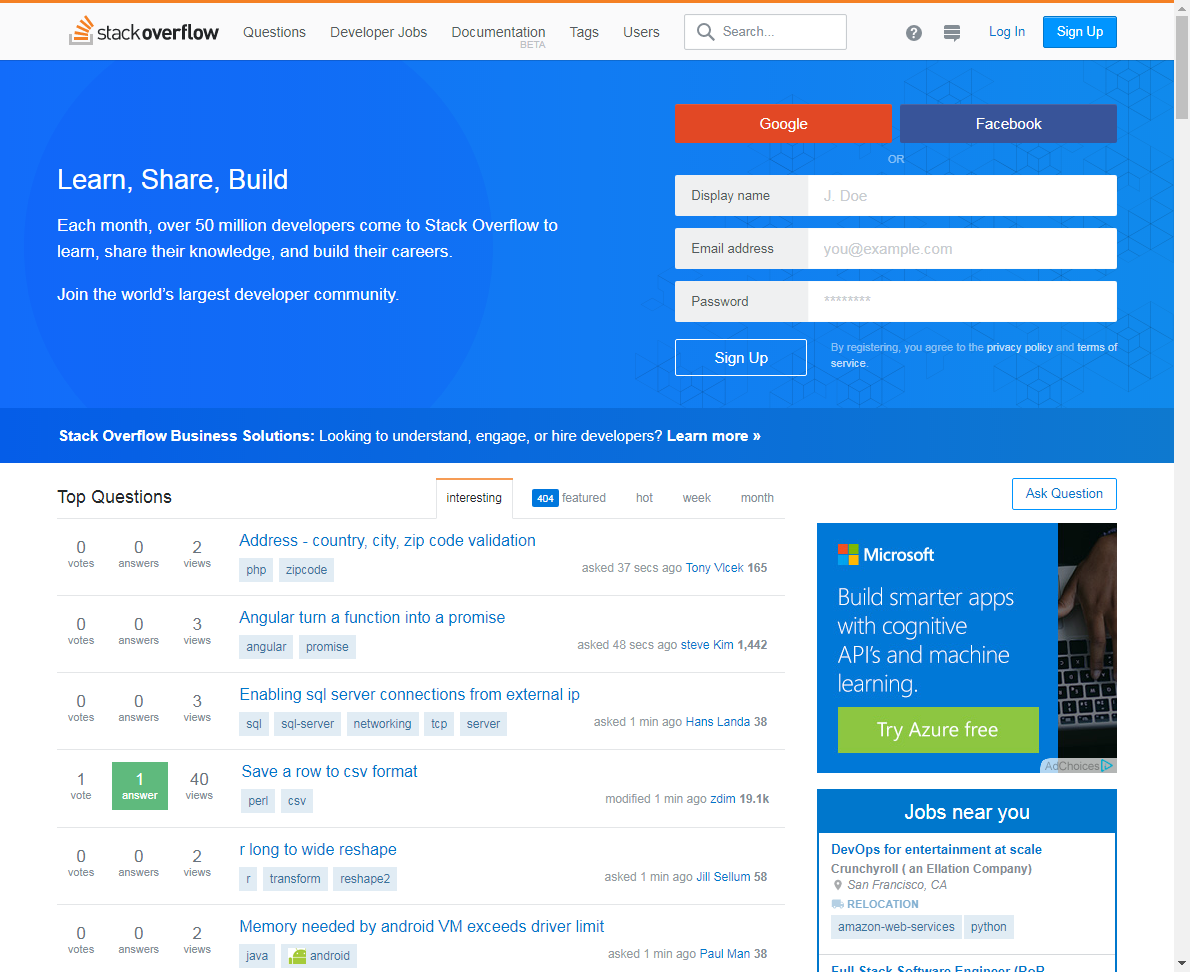 stackoverflow Questions Developer Jobs Documentation BETA Tags Users Search... ? Log In Sign Up
Google Facebook
OR
Learn, Share, Build
Each month, over 50 million developers come to Stack Overflow to
learn, share their knowledge, and build their careers.
Join the world’s largest developer community.
Display name J. Doe
Email address you@example.com
Password ********
Sign Up
By registering, you agree to the privacy policy and terms of
service.
Stack Overflow Business Solutions: Looking to understand, engage, or hire developers? Learn more »
Top Questions interesting 404 featured hot week month
0 votes 0 answers 2 views
Address - country, city, zip code validation
php zipcode
asked 37 secs ago Tony Vlcek 165
0 votes 0 answers 3 views
Angular turn a function into a promise
angular promise
asked 48 secs ago steve Kim 1,442
0 votes 0 answers 3 views
Enabling sql server connections from external ip
sql sql-server networking tcp server
asked 1 min ago Hans Landa 38
1 vote 1 answer 40 views
Save a row to csv format
perl csv
modified 1 min ago zdim 19.1k
0 votes 0 answers 2 views
r long to wide reshape
r transform reshape2
asked 1 min ago Jill Sellum 58
0 votes 0 answers 2 views
Memory needed by android VM exceeds driver limit
java android
asked 1 min ago Paul Man 38
Ask Question
Microsoft
Build smarter apps
with cognitive
API’s and machine
learning.
Try Azure free
AdChoices
Jobs near you
DevOps for entertainment at scale
Crunchyroll ( an Ellation Company)
San Francisco, CA
RELOCATION
amazon-web-services python
Full Stack Software Engineer (RoR